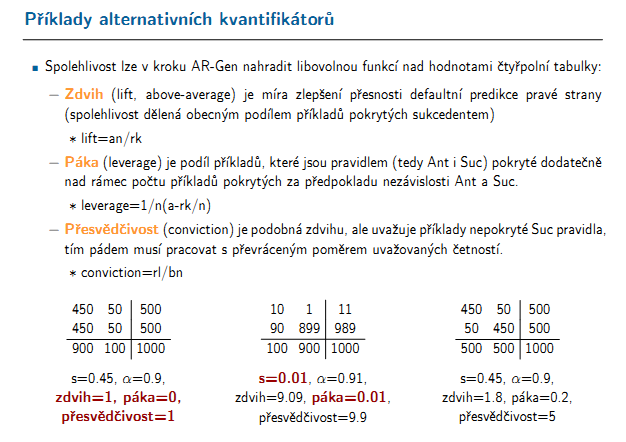 Příklady alternativních kvantifikátorů
Spolehlivost lze v kroku AR-Gen nahradit libovolnou funkcí nad hodnotami čtyřpolní tabulky:
– Zdvih (lift, above-average) je míra zlepšení přesnosti defaultní predikce pravé strany
(spolehlivost dělená obecným podílem příkladů pokrytých sukcedentem)
* lift=an/rk
– Páka (leverage) je podíl příkladů, které jsou pravidlem (tedy Ant i Suc) pokryté dodatečně
nad rámec počtu příkladů pokrytých za předpokladu nezávislosti Ant a Suc.
* leverage=1/n(a-rk/n)
– Přesvědčivost (conviction) je podobná zdvihu, ale uvažuje příklady nepokryté Suc pravidla,
tím pádem musí pracovat s převráceným poměrem uvažovaných četností.
* conviction=rl/bn
450 50 500
450 50 500
900 100 1000
s=0.45, α=0.9,
zdvih=1, páka=0,
přesvědčivost=1
10 1 11
90 899 989
100 900 1000
s=0.01, α=0.91,
zdvih=9.09, páka=0.01,
přesvědčivost=9.9
450 50 500
50 450 500
500 500 1000
s=0.45, α=0.9,
zdvih=1.8, páka=0.2,
přesvědčivost=5